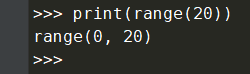 >>> print(range(20))
range(0, 20)
>>>